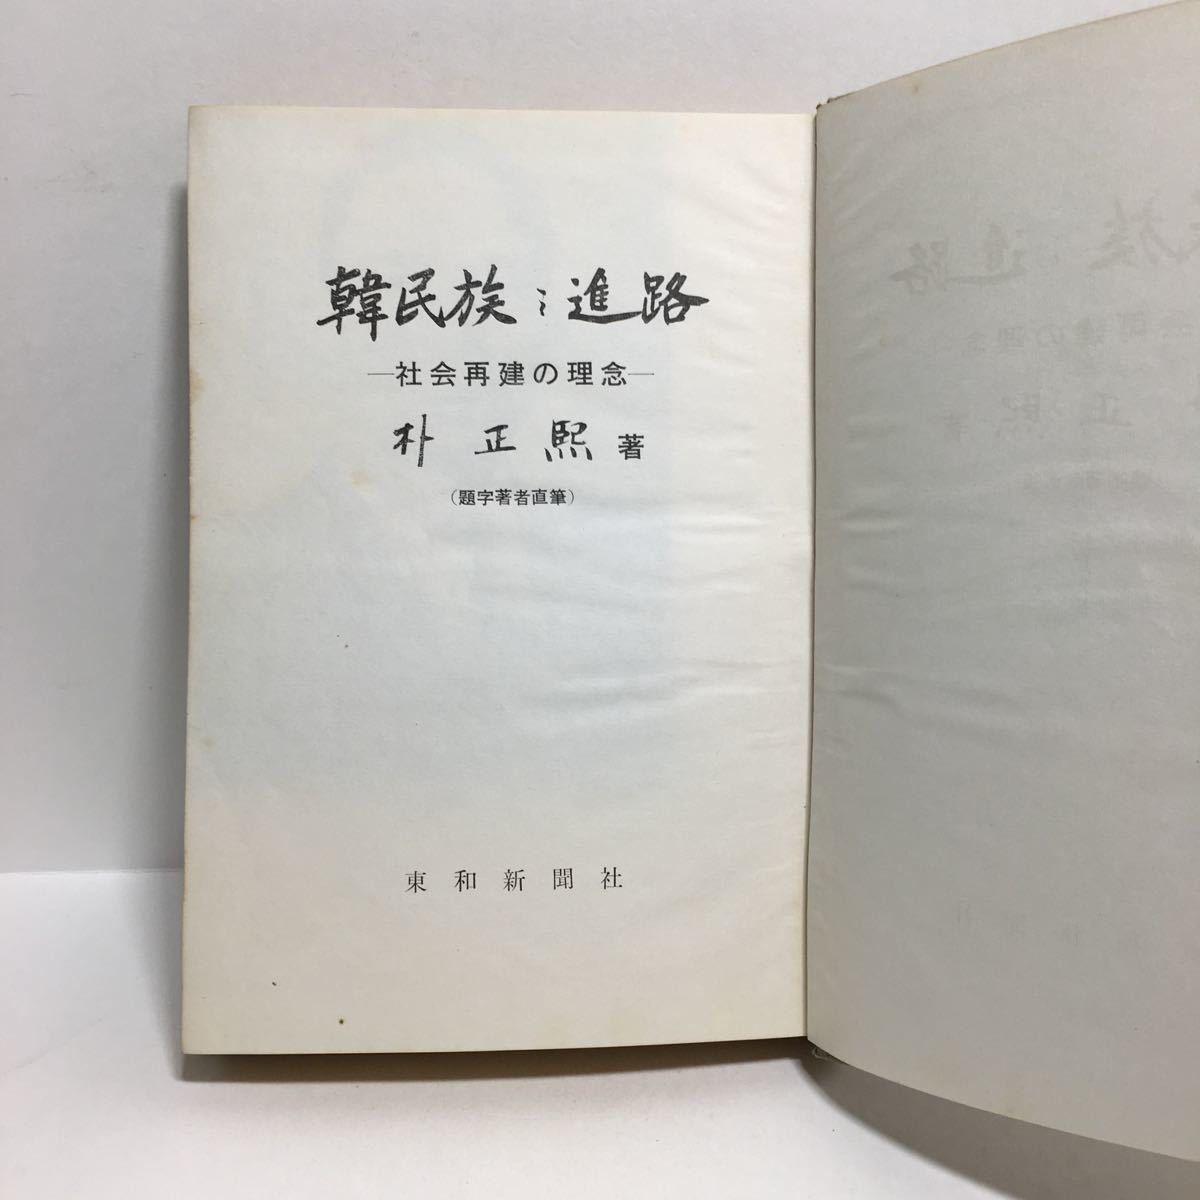 韓民族之進路
―社会再建の理念―
朴正熙著
(題字著者直筆)
東和新聞社